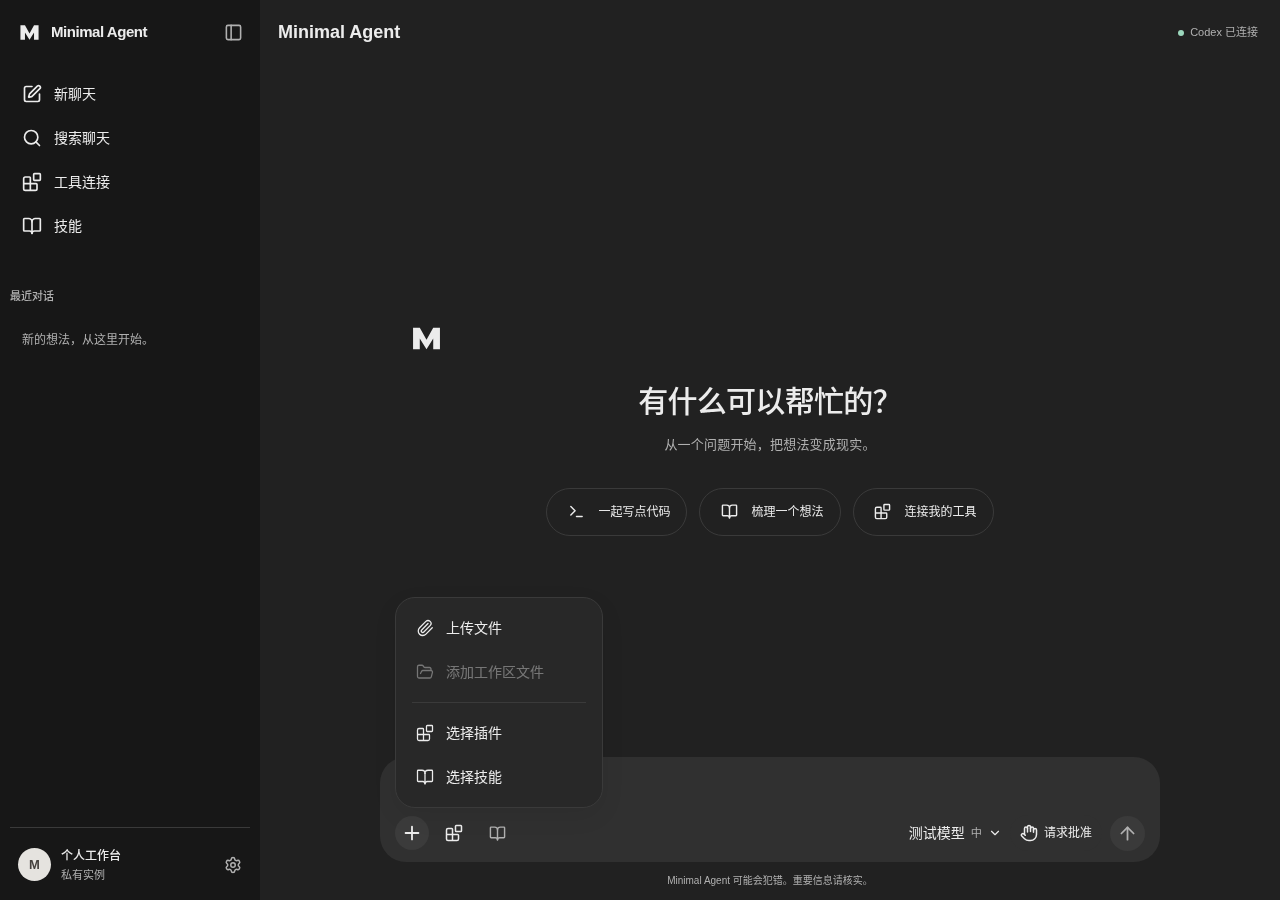 Minimal Agent
新聊天
搜索聊天
工具连接
技能
最近对话
新的想法，从这里开始。
M
个人工作台
私有实例
Minimal Agent
Codex 已连接
有什么可以帮忙的？
从一个问题开始，把想法变成现实。
一起写点代码
梳理一个想法
连接我的工具
上传文件
添加工作区文件
选择插件
选择技能
测试模型 中
请求批准
Minimal Agent 可能会犯错。重要信息请核实。